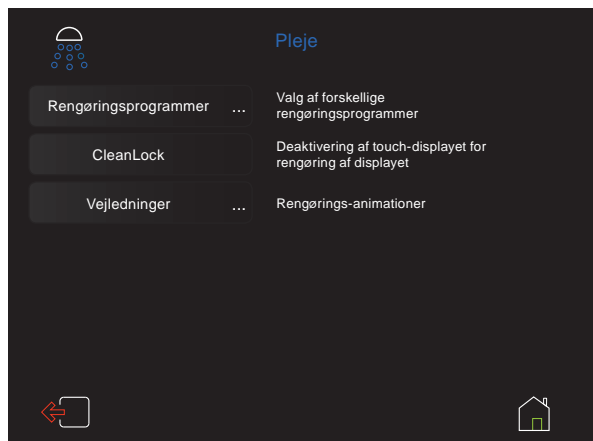 Pleje
Rengøringsprogrammer ...
Valg af forskellige
rengøringsprogrammer
CleanLock
Deaktivering af touch-displayet for
rengøring af displayet
Vejledninger ...
Rengørings-animationer